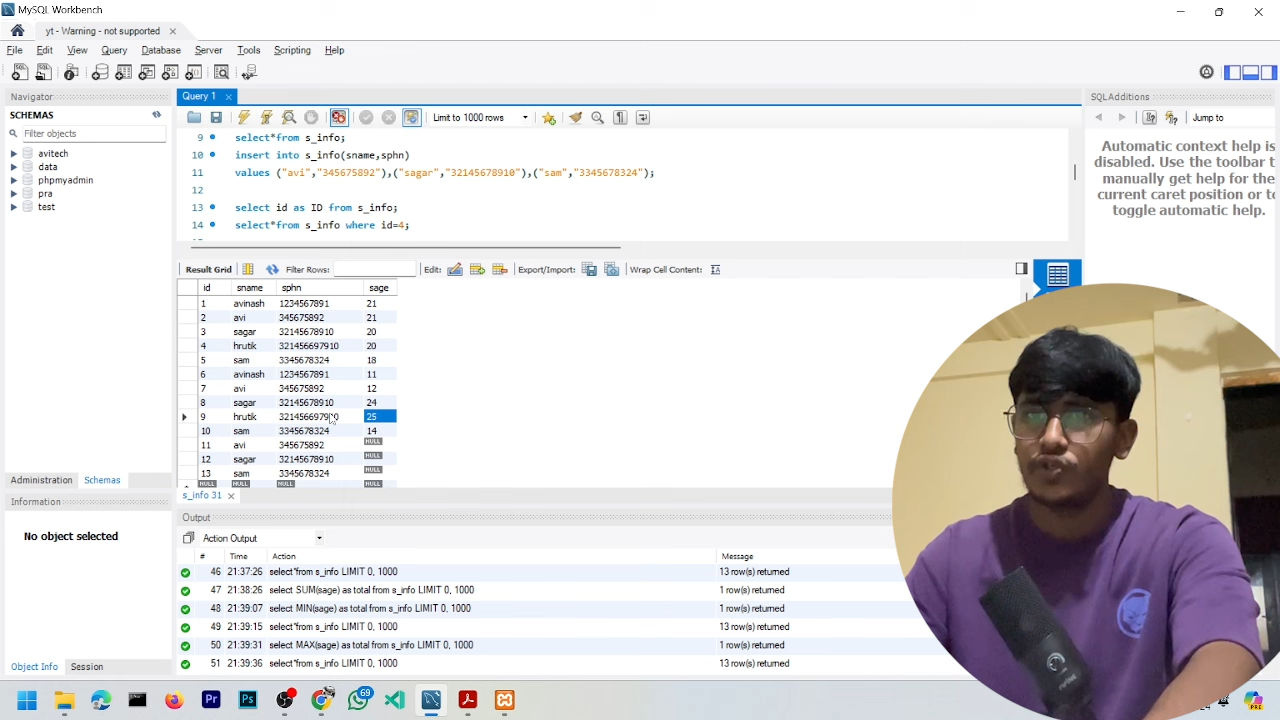 MySQL Workbench
yt - Warning - not supported
File Edit View Query Database Server Tools Scripting Help
Navigator
SCHEMAS
Filter objects
avitech
data
phpmyadmin
pra
test
Administration Schemas
Information
No object selected
Object Info Session
Query 1
Limit to 1000 rows
9 select*from s_info;
10 insert into s_info(sname,sphn)
11 values ("avi","345675892"),("sagar","32145678910"),("sam","3345678324");
12
13 select id as ID from s_info;
14 select*from s_info where id=4;
Result Grid Filter Rows: Edit: Export/Import: Wrap Cell Content:
id sname sphn sage
1 avinash 1234567891 21
2 avi 345675892 21
3 sagar 32145678910 20
4 hrutik 321456697910 20
5 sam 3345678324 18
6 avinash 1234567891 11
7 avi 345675892 12
8 sagar 32145678910 24
9 hrutik 321456697910 25
10 sam 3345678324 14
11 avi 345675892 NULL
12 sagar 32145678910 NULL
13 sam 3345678324 NULL
NULL NULL NULL NULL
s_info 31
Output
Action Output
# Time Action Message
46 21:37:26 select*from s_info LIMIT 0, 1000 13 row(s) returned
47 21:38:26 select SUM(sage) as total from s_info LIMIT 0, 1000 1 row(s) returned
48 21:39:07 select MIN(sage) as total from s_info LIMIT 0, 1000 1 row(s) returned
49 21:39:15 select*from s_info LIMIT 0, 1000 13 row(s) returned
50 21:39:31 select MAX(sage) as total from s_info LIMIT 0, 1000 1 row(s) returned
51 21:39:36 select*from s_info LIMIT 0, 1000 13 row(s) returned
SQLAdditions
Jump to
Automatic context help is
disabled. Use the toolbar t
manually get help for the
current caret position or to
toggle automatic help.
Pr Ps 69
PRE